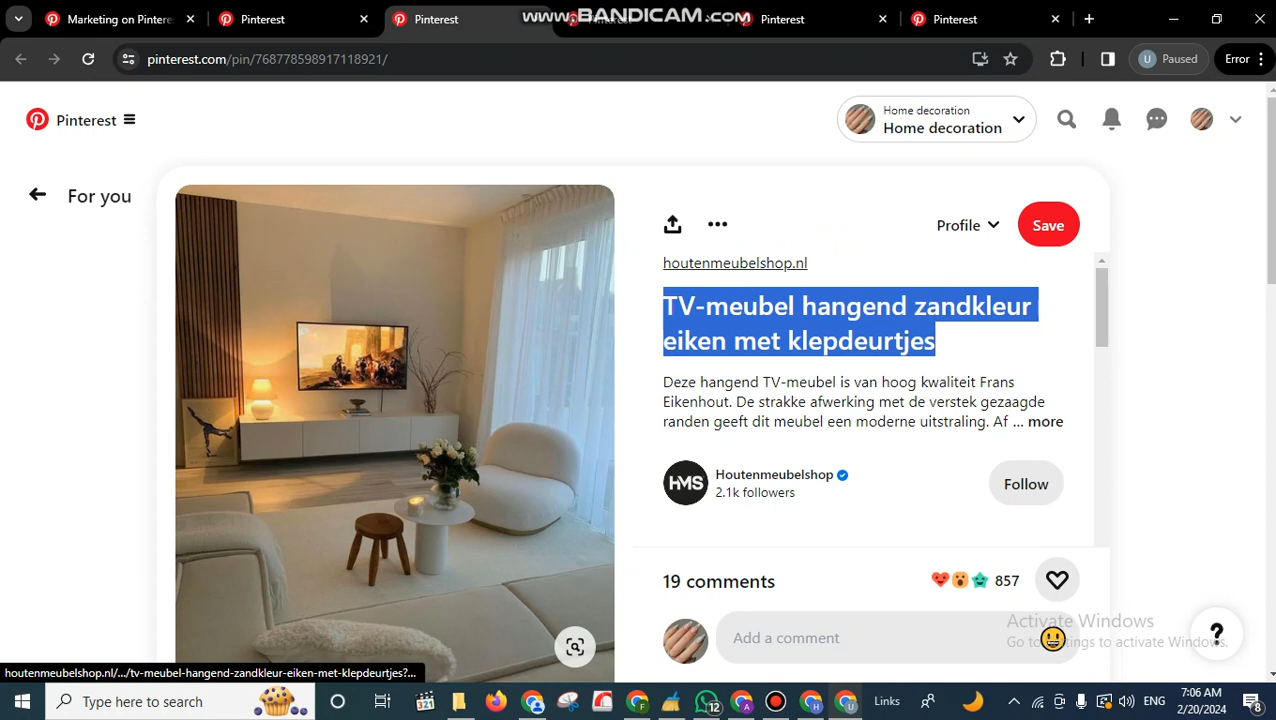 www.BANDICAM.com
Marketing on Pintere
Pinterest
Pinterest
Pinterest
Pinterest
pinterest.com/pin/768778598917118921/
U Paused
Error
Pinterest
Home decoration
Home decoration
For you
Profile
Save
houtenmeubelshop.nl
TV-meubel hangend zandkleur
eiken met klepdeurtjes
Deze hangend TV-meubel is van hoog kwaliteit Frans
Eikenhout. De strakke afwerking met de verstek gezaagde
randen geeft dit meubel een moderne uitstraling. Af ... more
HMS
Houtenmeubelshop
2.1k followers
Follow
19 comments
857
Add a comment
?
Activate Windows
Go to Settings to activate Windows.
houtenmeubelshop.nl/.../tv-meubel-hangend-zandkleur-eiken-met-klepdeurtjes?...
Type here to search
321
12
Links
ENG
7:06 AM
2/20/2024
8